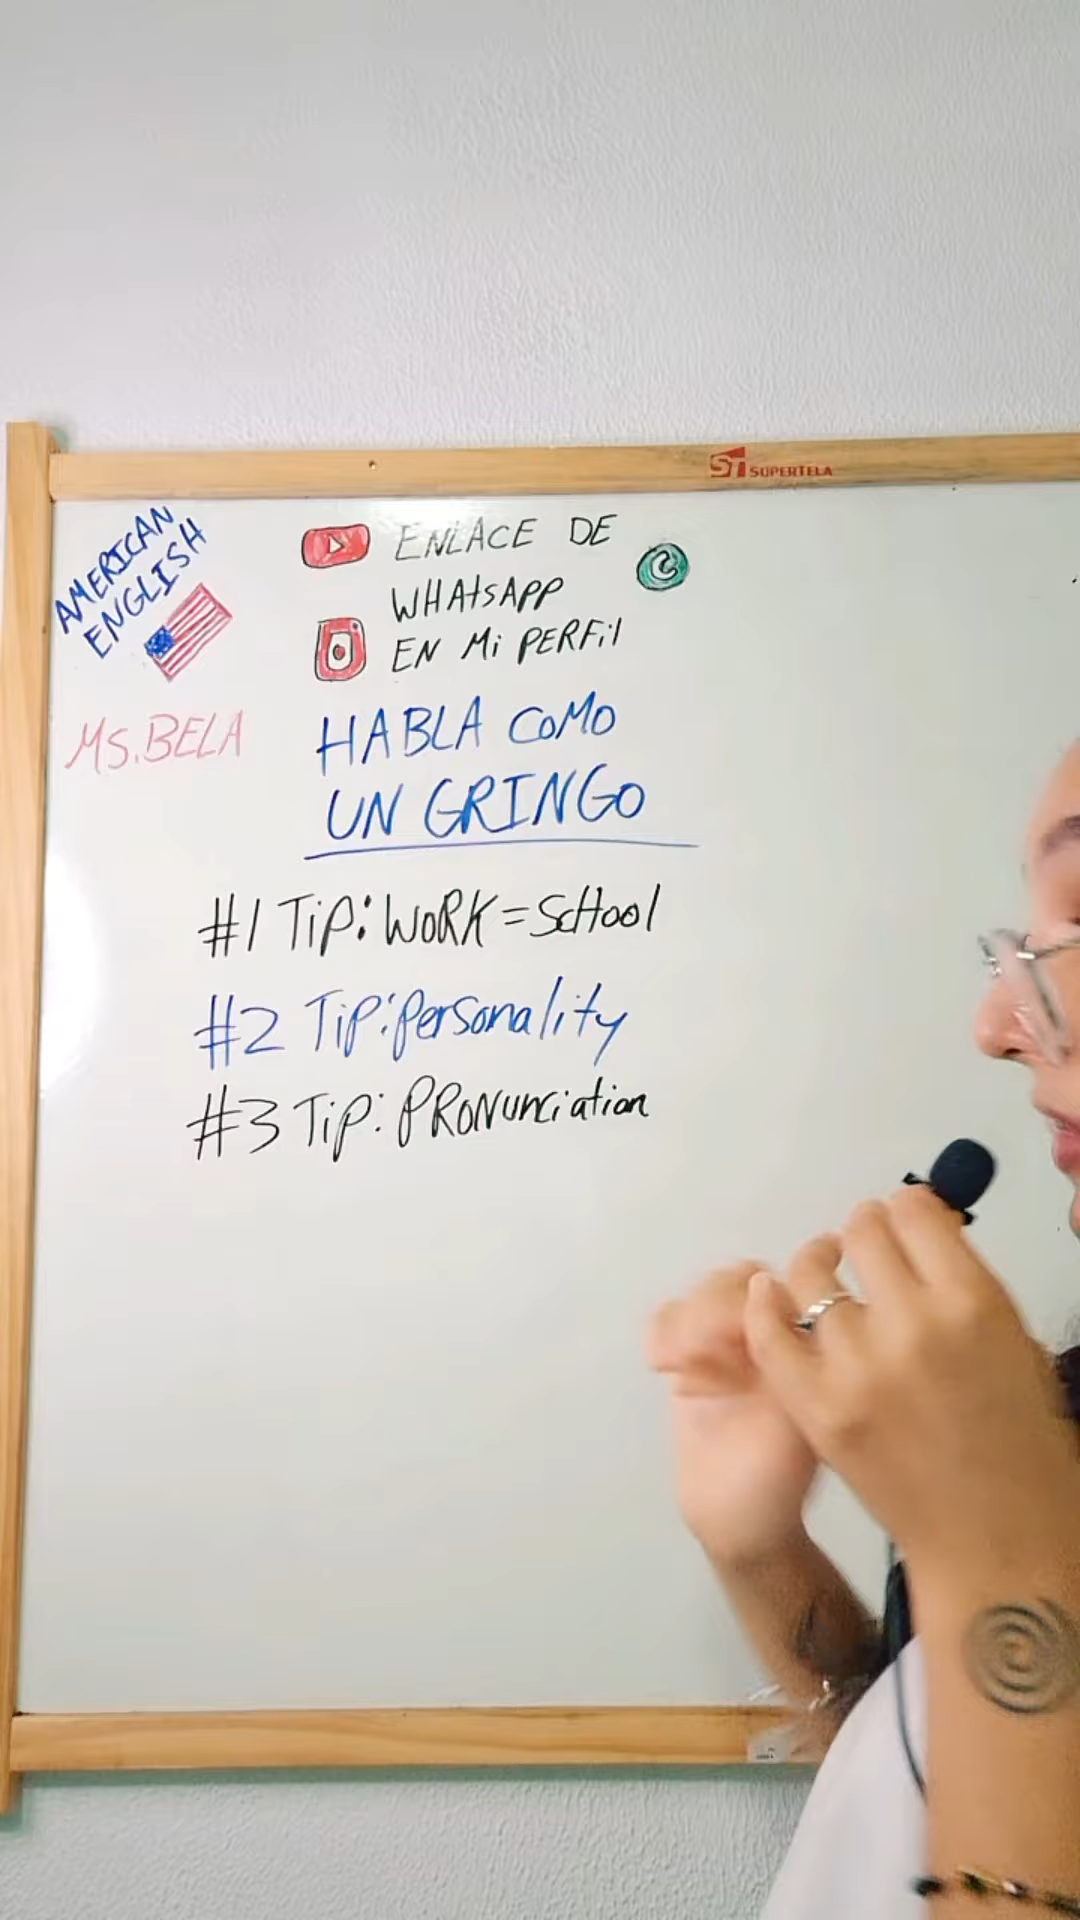 ST SUPERTELA
AMERICAN
ENGLISH
ENLACE DE
WHAtSAPP
EN Mi PERFil
MS.BELA
HABLA COMO
UN GRINGO
#1 TiP: WORK = ScHool
#2 TiP: Personality
#3 TiP: PRONunciation